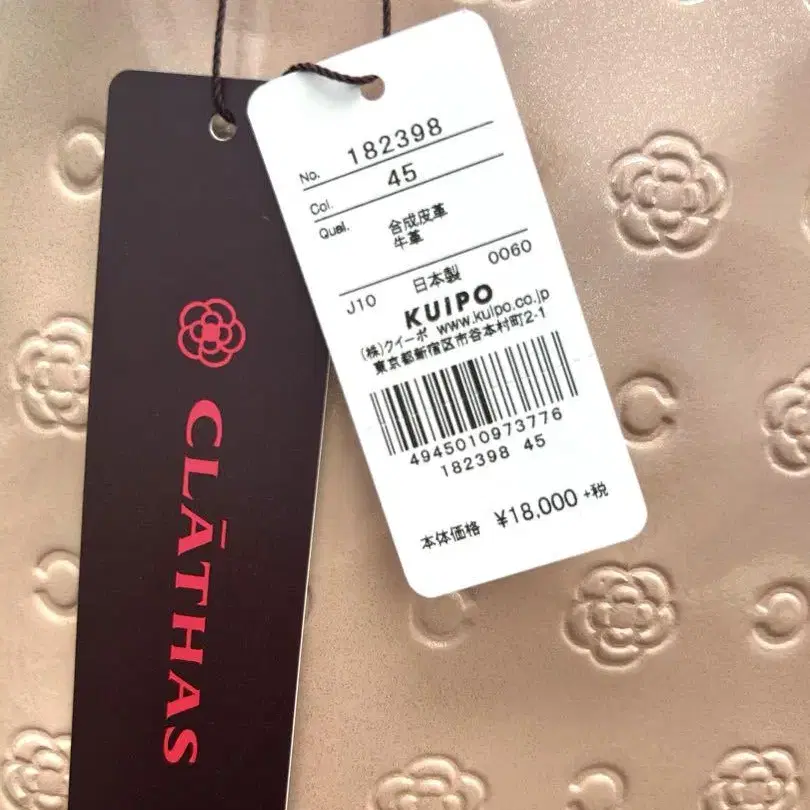 CLĀTHAS
No. 182398
Col. 45
Qual. 合成皮革
牛革
J10 日本製 0060
KUIPO
(株)クイーポ www.kuipo.co.jp
東京都新宿区市谷本村町2-1
4945010973776
182398 45
本体価格 ¥18,000 +税